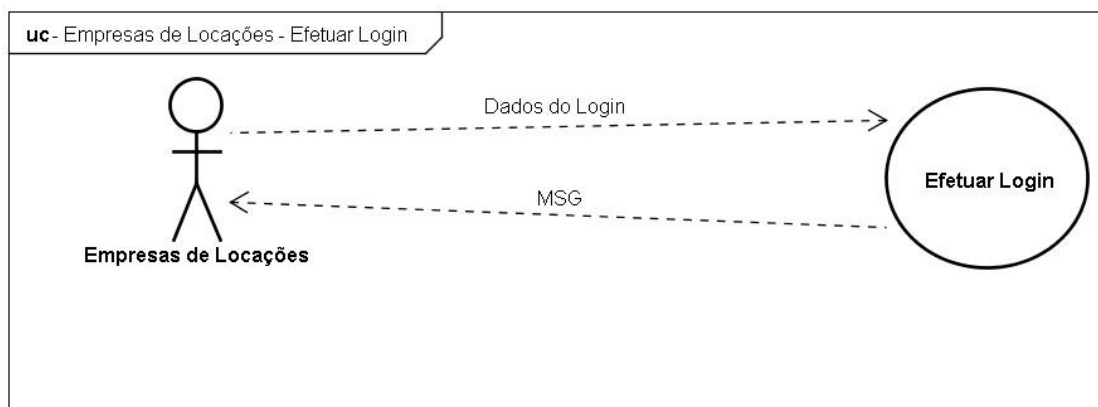 uc - Empresas de Locações - Efetuar Login
Dados do Login
Efetuar Login
MSG
Empresas de Locações